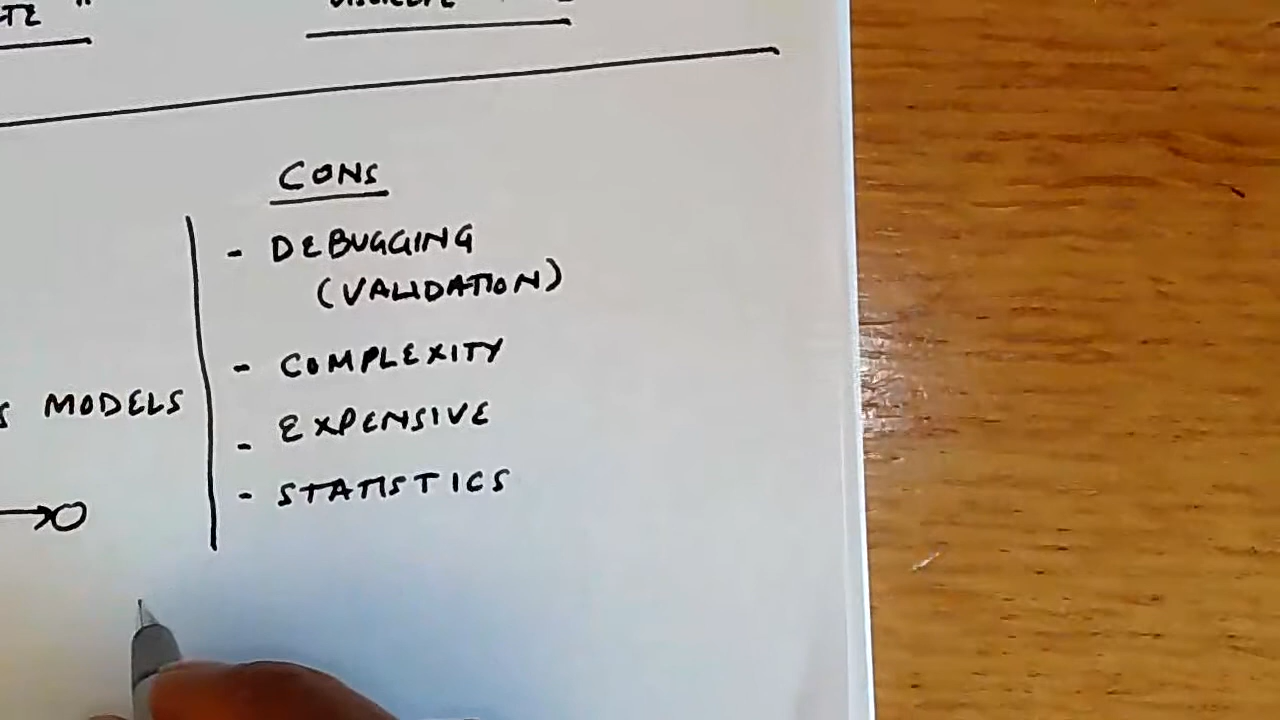 CONS
- DEBUGGING
(VALIDATION)
- COMPLEXITY
MODELS
- EXPENSIVE
- STATISTICS